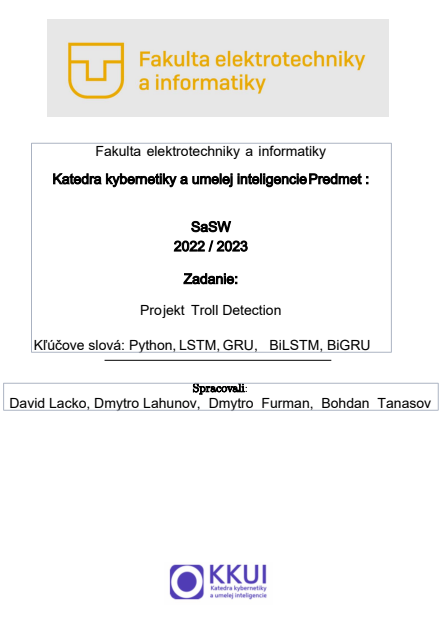 Fakulta elektrotechniky
a informatiky
Fakulta elektrotechniky a informatiky
Katedra kybernetiky a umelej inteligencie Predmet :
SaSW
2022 / 2023
Zadanie:
Projekt Troll Detection
Kľúčove slová: Python, LSTM, GRU, BiLSTM, BiGRU
Spracovali:
David Lacko, Dmytro Lahunov, Dmytro Furman, Bohdan Tanasov
KKUI
Katedra kybernetiky
a umelej inteligencie